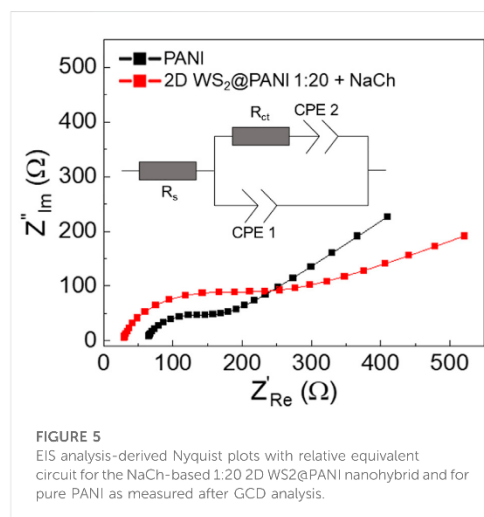 500
400
300
200
100
0
Z"Im (Ω)
PANI
2D WS2@PANI 1:20 + NaCh
Rct
CPE 2
Rs
CPE 1
0 100 200 300 400 500
Z'Re (Ω)
FIGURE 5
EIS analysis-derived Nyquist plots with relative equivalent
circuit for the NaCh-based 1:20 2D WS2@PANI nanohybrid and for
pure PANI as measured after GCD analysis.